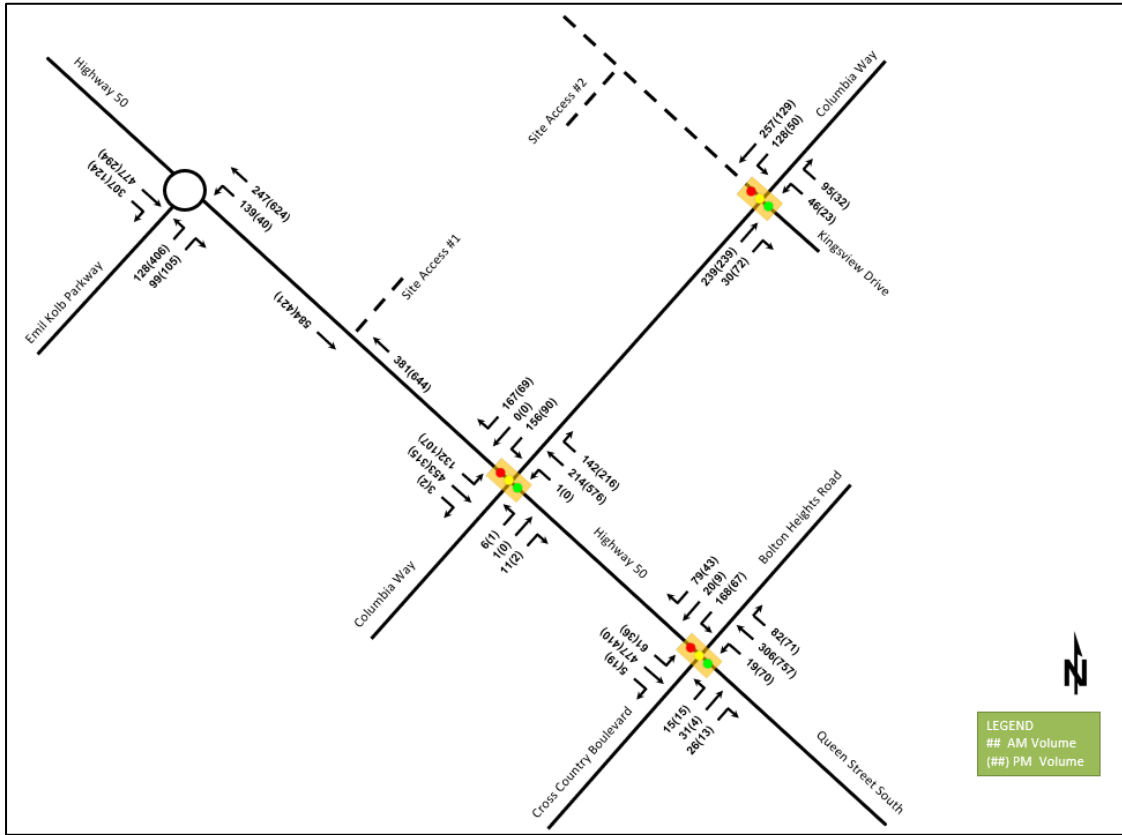 Highway 50
Columbia Way
Site Access #2
257(129)
128(50)
477(294)
307(124)
247(624)
139(40)
95(32)
46(23)
Kingsview Drive
239(239)
30(72)
128(406)
99(105)
Emil Kolb Parkway
Site Access #1
584(421)
381(644)
167(69)
0(0)
156(90)
132(107)
453(315)
3(2)
142(216)
214(576)
1(0)
6(1)
1(0)
11(2)
Columbia Way
Highway 50
Bolton Heights Road
79(43)
20(9)
168(67)
61(36)
477(410)
5(19)
82(71)
306(757)
19(70)
15(15)
31(4)
26(13)
Cross Country Boulevard
Queen Street South
N
LEGEND
## AM Volume
(##) PM Volume